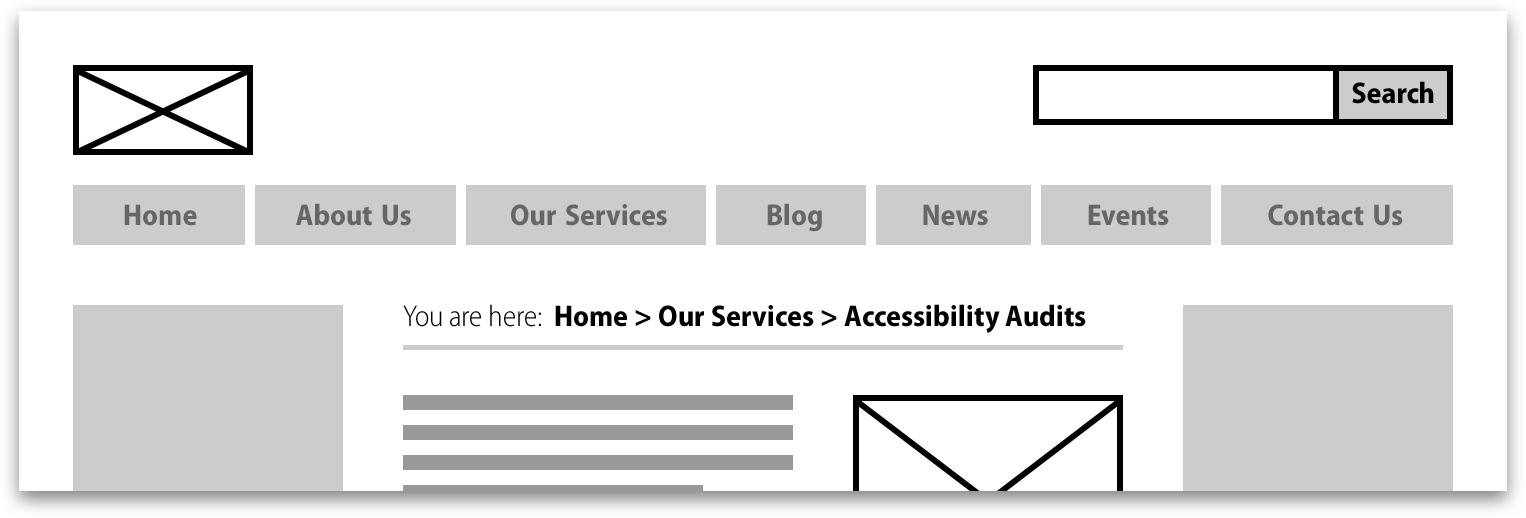 Search
Home About Us Our Services Blog News Events Contact Us
You are here: Home > Our Services > Accessibility Audits